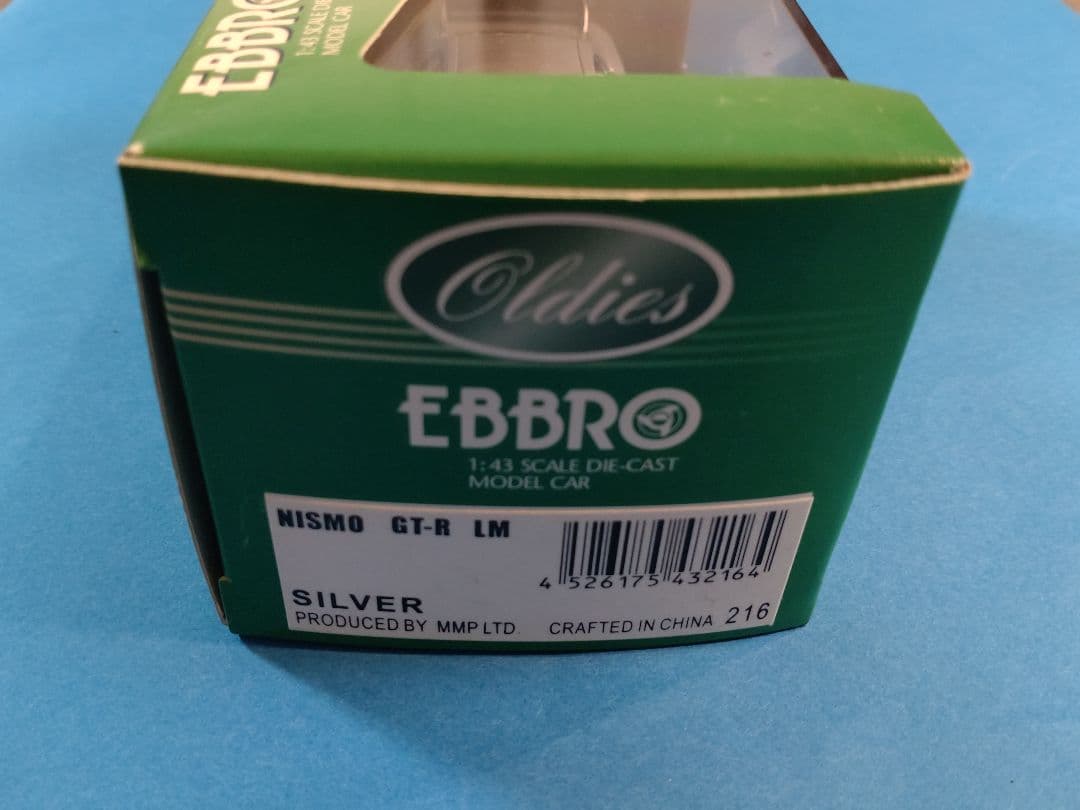 EBBRO
1:43 SCALE DIE
MODEL CAR
Oldies
EBBRO
1:43 SCALE DIE-CAST
MODEL CAR
NISMO GT-R LM
4 526175 432164
SILVER
PRODUCED BY MMP LTD. CRAFTED IN CHINA 216